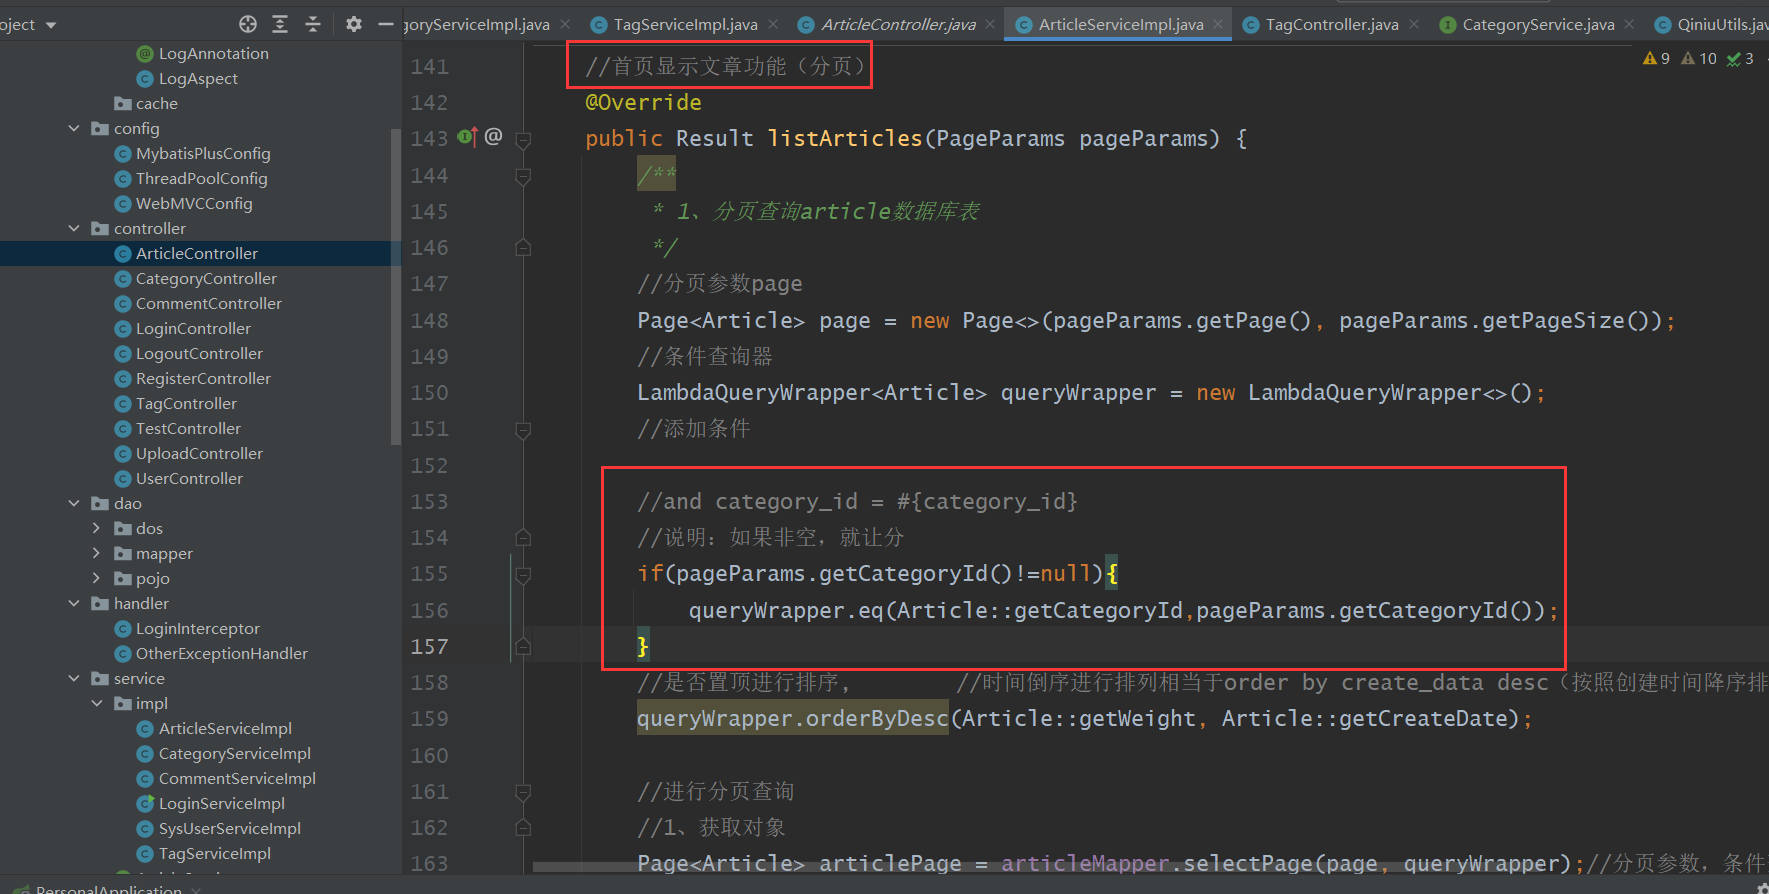 oject
goryServiceImpl.java
TagServiceImpl.java
ArticleController.java
ArticleServiceImpl.java
TagController.java
CategoryService.java
QiniuUtils.jav
LogAnnotation
LogAspect
cache
config
MybatisPlusConfig
ThreadPoolConfig
WebMVCConfig
controller
ArticleController
CategoryController
CommentController
LoginController
LogoutController
RegisterController
TagController
TestController
UploadController
UserController
dao
dos
mapper
pojo
handler
LoginInterceptor
OtherExceptionHandler
service
impl
ArticleServiceImpl
CategoryServiceImpl
CommentServiceImpl
LoginServiceImpl
SysUserServiceImpl
TagServiceImpl
PersonalApplication
9 10 3
141 //首页显示文章功能（分页）
142 @Override
143 @ public Result listArticles(PageParams pageParams) {
144 /**
145 * 1、分页查询article数据库表
146 */
147 //分页参数page
148 Page<Article> page = new Page<>(pageParams.getPage(), pageParams.getPageSize());
149 //条件查询器
150 LambdaQueryWrapper<Article> queryWrapper = new LambdaQueryWrapper<>();
151 //添加条件
152
153 //and category_id = #{category_id}
154 //说明：如果非空，就让分
155 if(pageParams.getCategoryId()!=null){
156 queryWrapper.eq(Article::getCategoryId,pageParams.getCategoryId());
157 }
158 //是否置顶进行排序, //时间倒序进行排列相当于order by create_data desc（按照创建时间降序排
159 queryWrapper.orderByDesc(Article::getWeight, Article::getCreateDate);
160
161 //进行分页查询
162 //1、获取对象
163 Page<Article> articlePage = articleMapper.selectPage(page, queryWrapper);//分页参数，条件